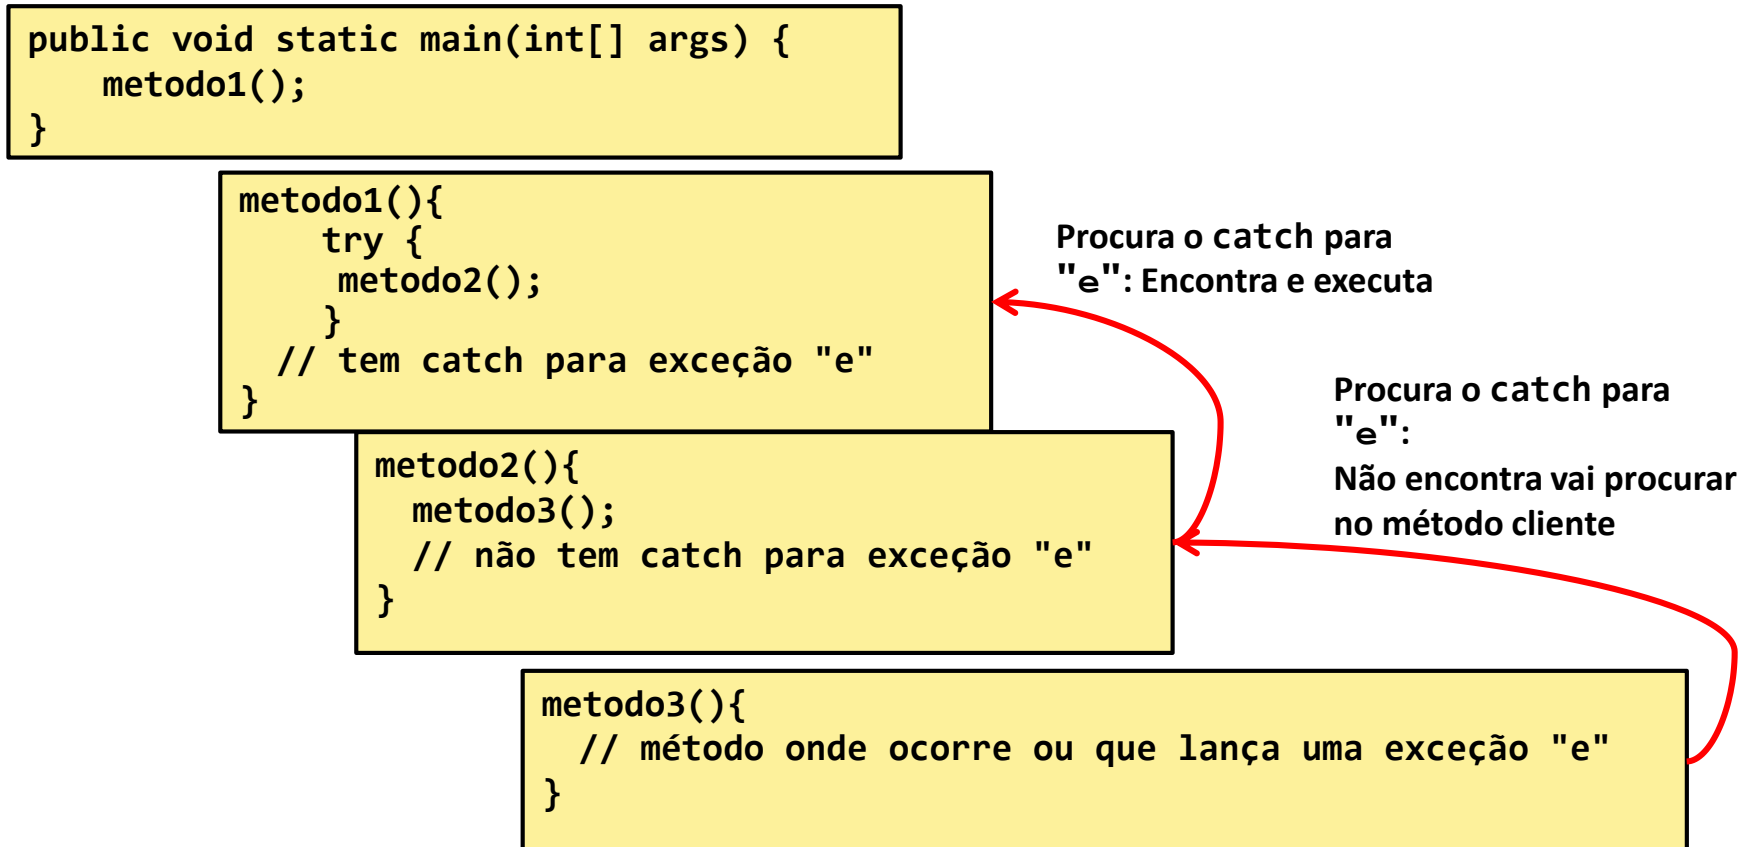 public void static main(int[] args) {
metodo1();
}
metodo1(){
try {
metodo2();
}
// tem catch para exceção "e"
}
Procura o catch para
"e": Encontra e executa
Procura o catch para
"e":
Não encontra vai procurar
no método cliente
metodo2(){
metodo3();
// não tem catch para exceção "e"
}
metodo3(){
// método onde ocorre ou que lança uma exceção "e"
}